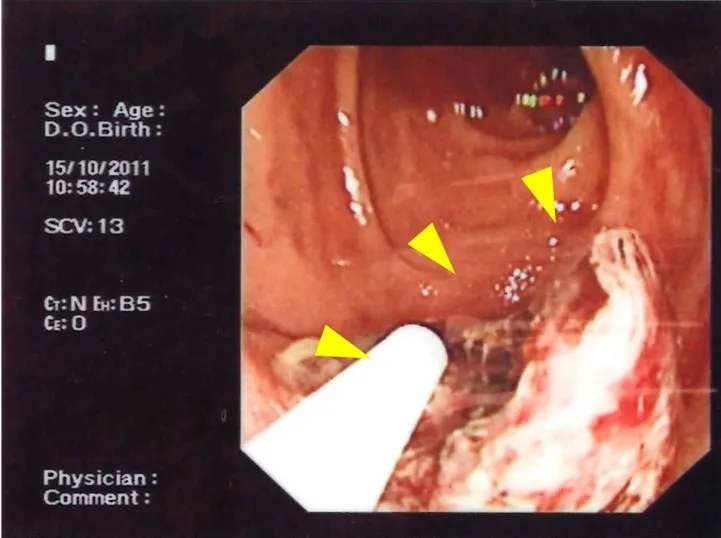 Sex: Age:
D.O.Birth:
15/10/2011
10:58:42
SCV:13
CT:N EH:B5
CE:0
Physician:
Comment: